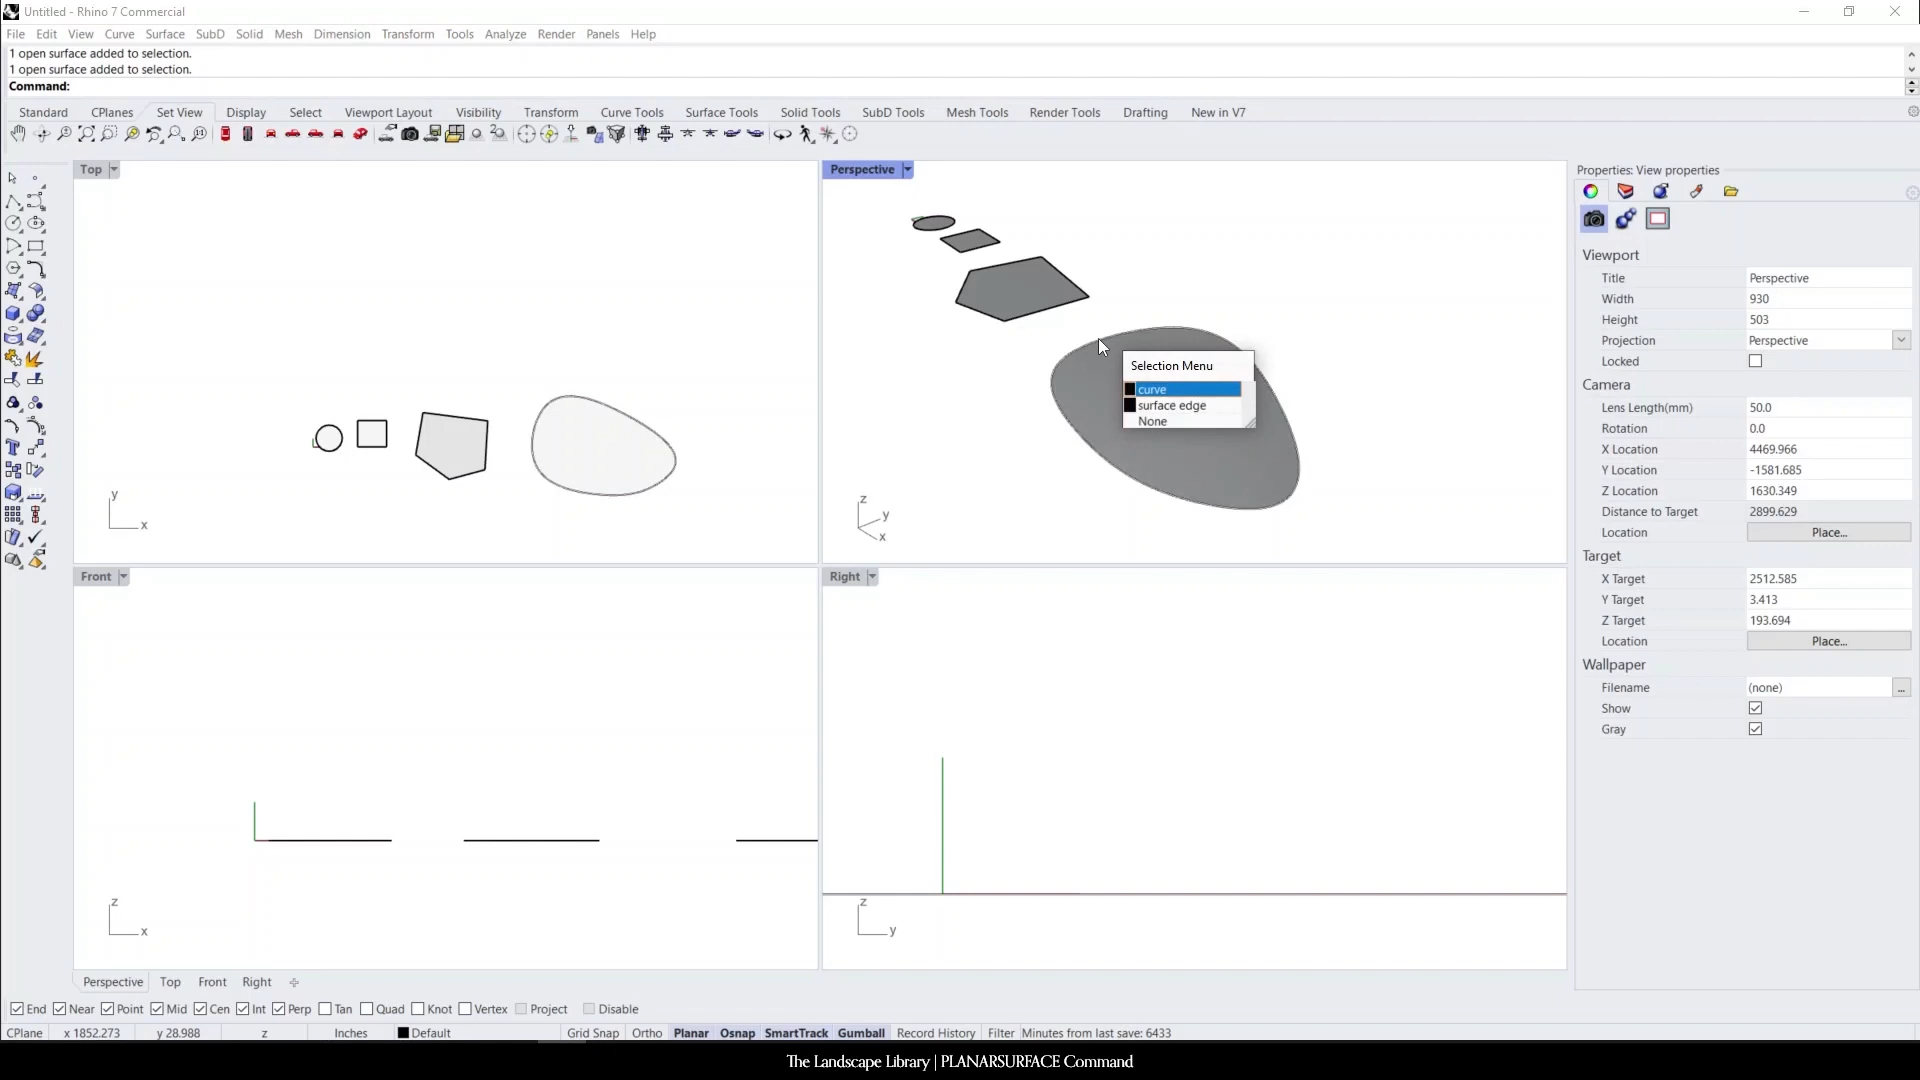 Untitled - Rhino 7 Commercial
File Edit View Curve Surface SubD Solid Mesh Dimension Transform Tools Analyze Render Panels Help
1 open surface added to selection.
1 open surface added to selection.
Command:
Standard CPlanes Set View Display Select Viewport Layout Visibility Transform Curve Tools Surface Tools Solid Tools SubD Tools Mesh Tools Render Tools Drafting New in V7
Top
y
x
Perspective
Selection Menu
curve
surface edge
None
z
y
x
Front
z
x
Right
z
y
Properties: View properties
Viewport
Title Perspective
Width 930
Height 503
Projection Perspective
Locked
Camera
Lens Length(mm) 50.0
Rotation 0.0
X Location 4469.966
Y Location -1581.685
Z Location 1630.349
Distance to Target 2899.629
Location Place...
Target
X Target 2512.585
Y Target 3.413
Z Target 193.694
Location Place...
Wallpaper
Filename (none) ...
Show
Gray
Perspective Top Front Right
End Near Point Mid Cen Int Perp Tan Quad Knot Vertex Project Disable
CPlane x 1852.273 y 28.988 z Inches Default Grid Snap Ortho Planar Osnap SmartTrack Gumball Record History Filter Minutes from last save: 6433
The Landscape Library | PLANARSURFACE Command